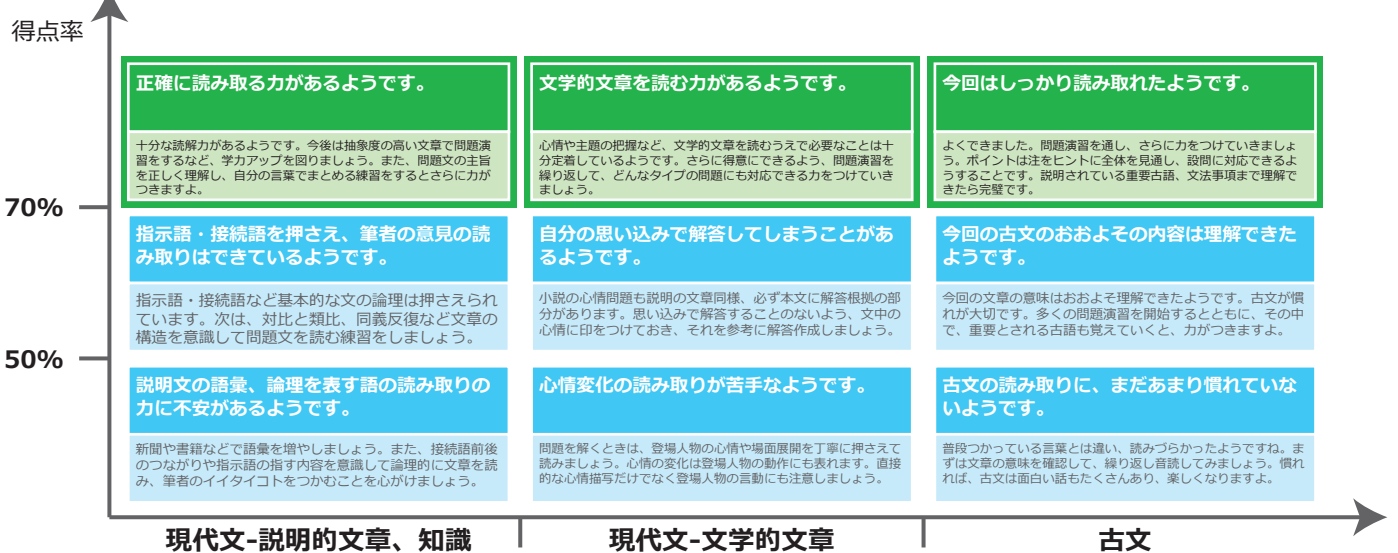 得点率
正確に読み取る力があるようです。
十分な読解力があるようです。今後は抽象度の高い文章で問題演
習をするなど、学力アップを図りましょう。また、問題文の主旨
を正しく理解し、自分の言葉でまとめる練習をするとさらに力が
つきますよ。
文学的文章を読む力があるようです。
心情や主題の把握など、文学的文章を読むうえで必要なことは十
分定着しているようです。さらに得意にできるよう、問題演習を
繰り返して、どんなタイプの問題にも対応できる力をつけていき
ましょう。
今回はしっかり読み取れたようです。
よくできました。問題演習を通し、さらに力をつけていきましょ
う。ポイントは注をヒントに全体を見通し、設問に対応できるよ
うすることです。説明されている重要古語、文法事項まで理解で
きたら完璧です。
70%
指示語・接続語を押さえ、筆者の意見の読
み取りはできているようです。
指示語・接続語など基本的な文の論理は押さえられ
ています。次は、対比と類比、同義反復など文章の
構造を意識して問題文を読む練習をしましょう。
自分の思い込みで解答してしまうことがあ
るようです。
小説の心情問題も説明の文章同様、必ず本文に解答根拠の部
分があります。思い込みで解答することのないよう、文中の
心情に印をつけておき、それを参考に解答作成しましょう。
今回の古文のおおよその内容は理解できた
ようです。
今回の文章の意味はおおよそ理解できたようです。古文が慣
れが大切です。多くの問題演習を開始するとともに、その中
で、重要とされる古語も覚えていくと、力がつきますよ。
50%
説明文の語彙、論理を表す語の読み取りの
力に不安があるようです。
新聞や書籍などで語彙を増やしましょう。また、接続語前後
のつながりや指示語の指す内容を意識して論理的に文章を読
み、筆者のイイタイコトをつかむことを心がけましょう。
心情変化の読み取りが苦手なようです。
問題を解くときは、登場人物の心情や場面展開を丁寧に押さえて
読みましょう。心情の変化は登場人物の動作にも表れます。直接
的な心情描写だけでなく登場人物の言動にも注意しましょう。
古文の読み取りに、まだあまり慣れていな
いようです。
普段つかっている言葉とは違い、読みづらかったようですね。ま
ずは文章の意味を確認して、繰り返し音読してみましょう。慣れ
れば、古文は面白い話もたくさんあり、楽しくなりますよ。
現代文-説明的文章、知識
現代文-文学的文章
古文